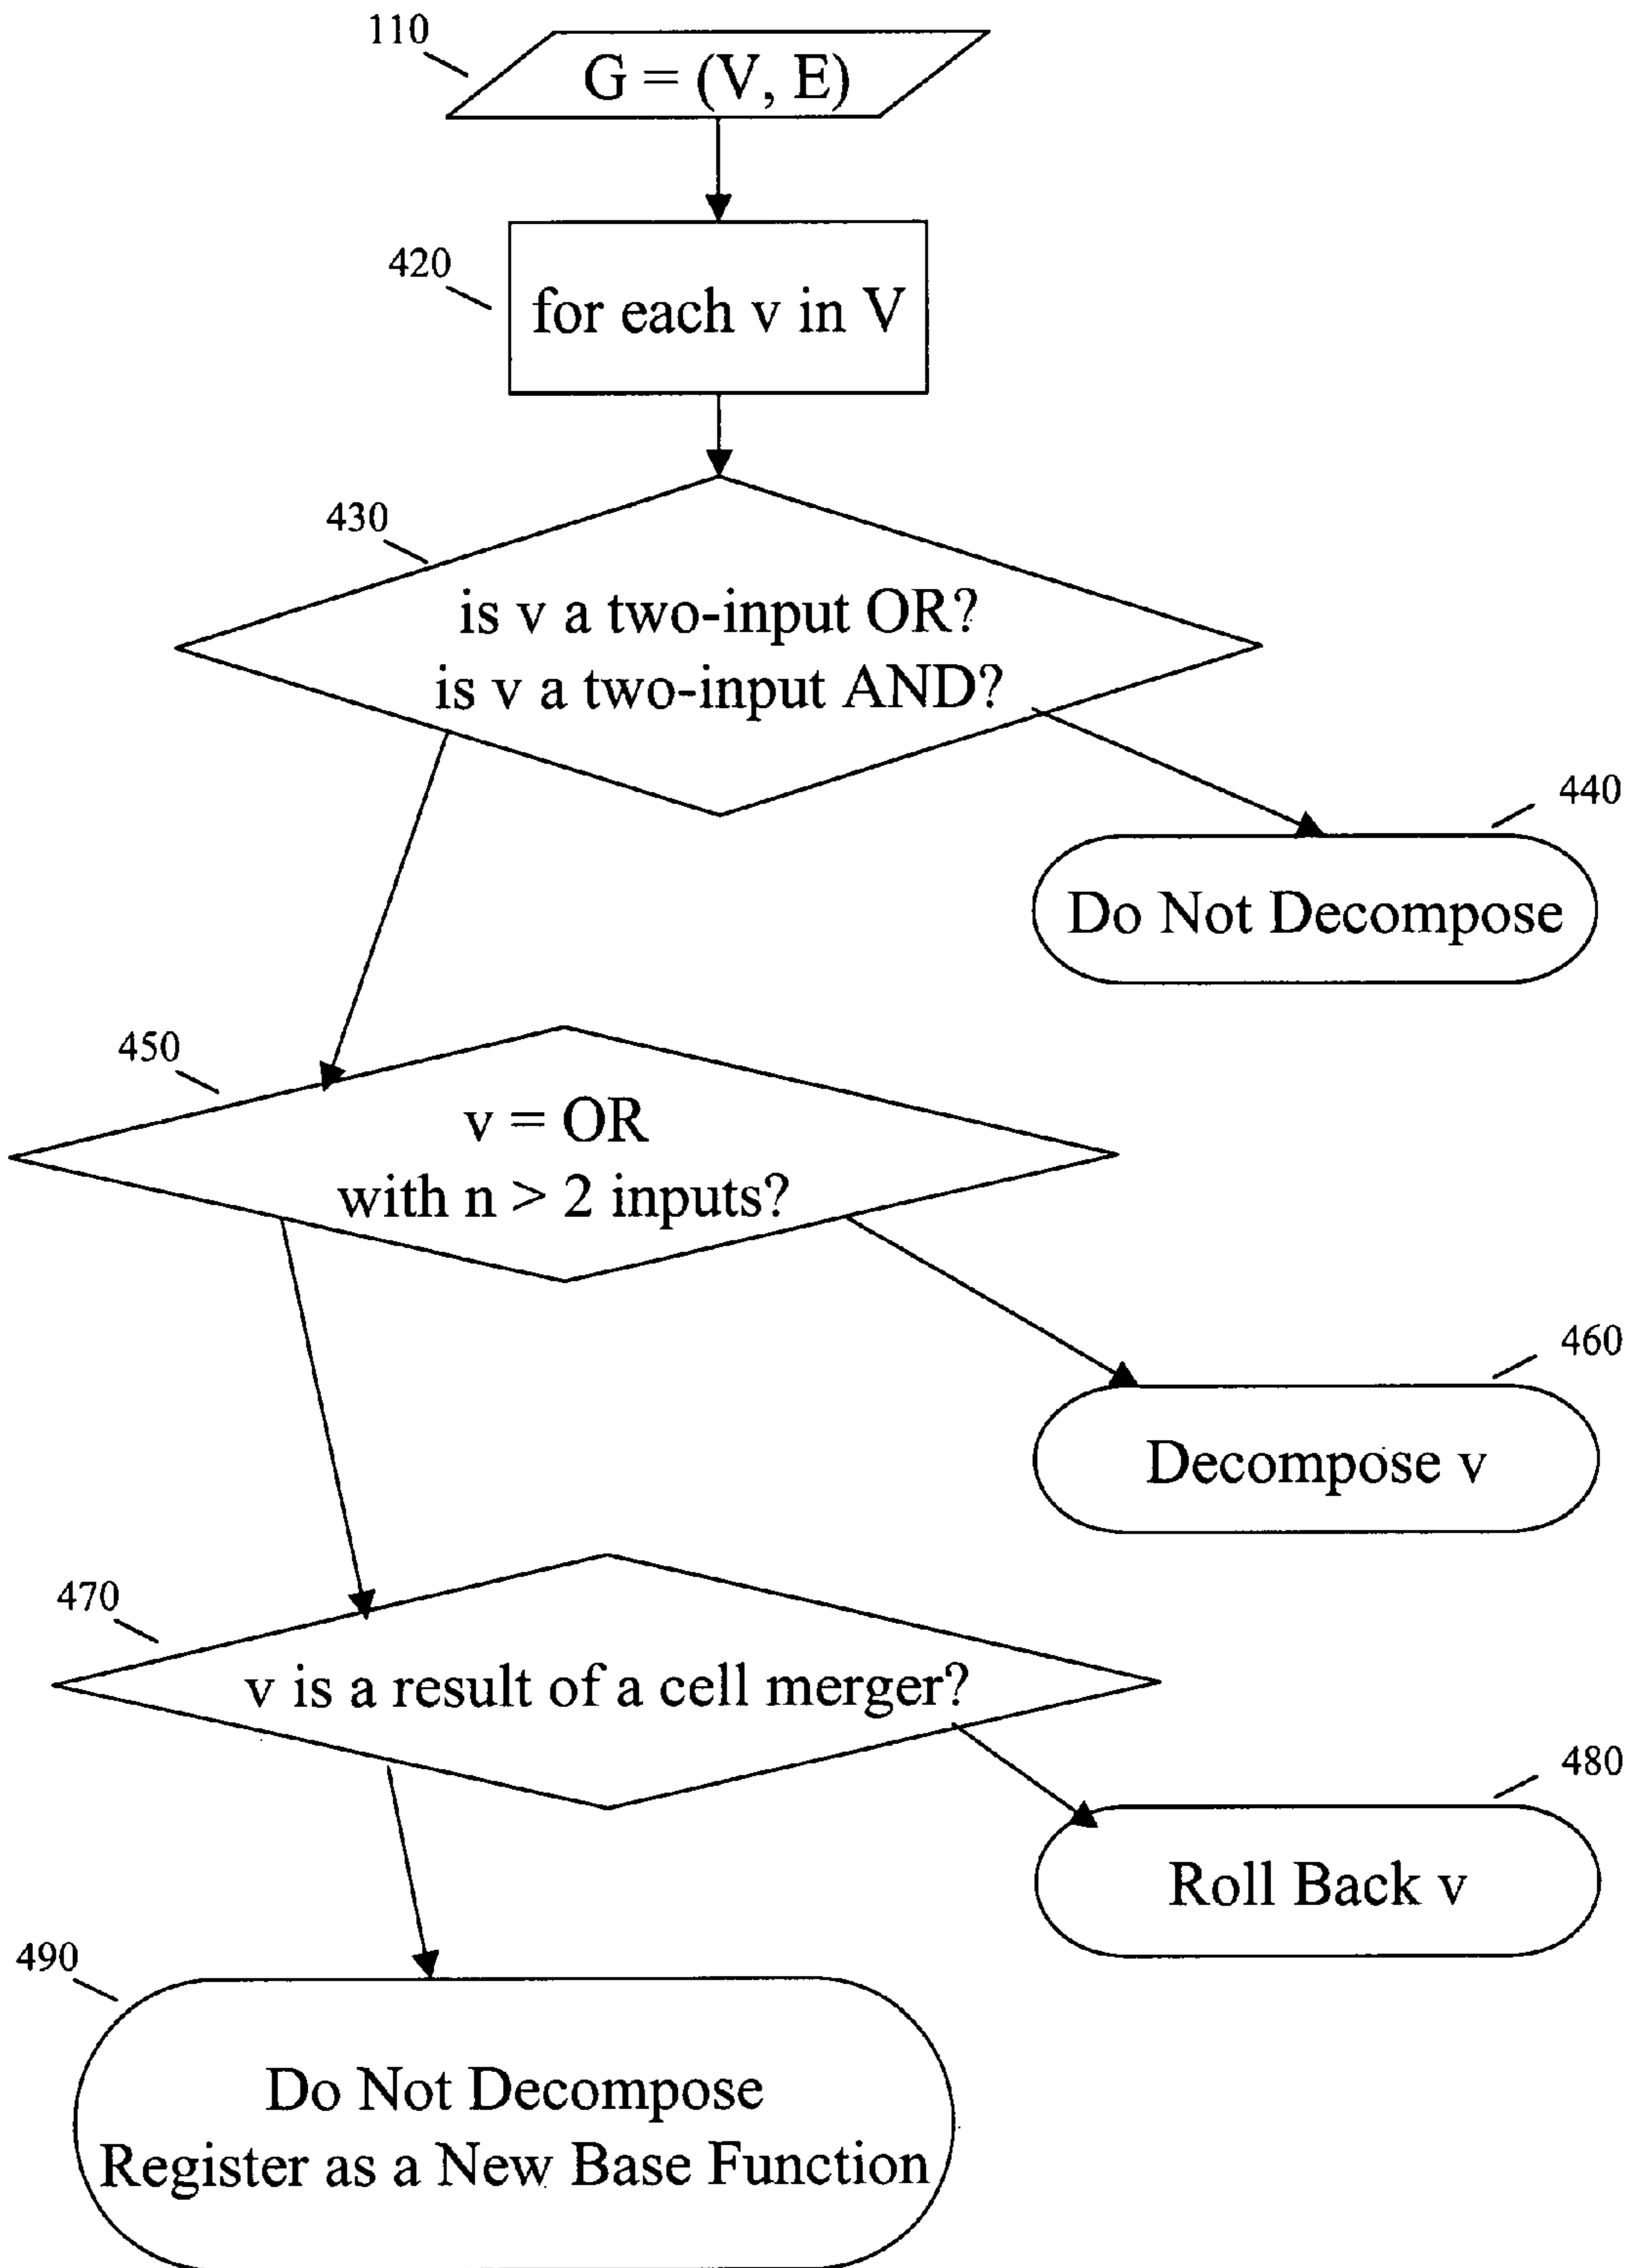 110
G = (V, E)
420
for each v in V
430
is v a two-input OR?
is v a two-input AND?
440
Do Not Decompose
450
v = OR
with n > 2 inputs?
460
Decompose v
470
v is a result of a cell merger?
480
Roll Back v
490
Do Not Decompose
Register as a New Base Function